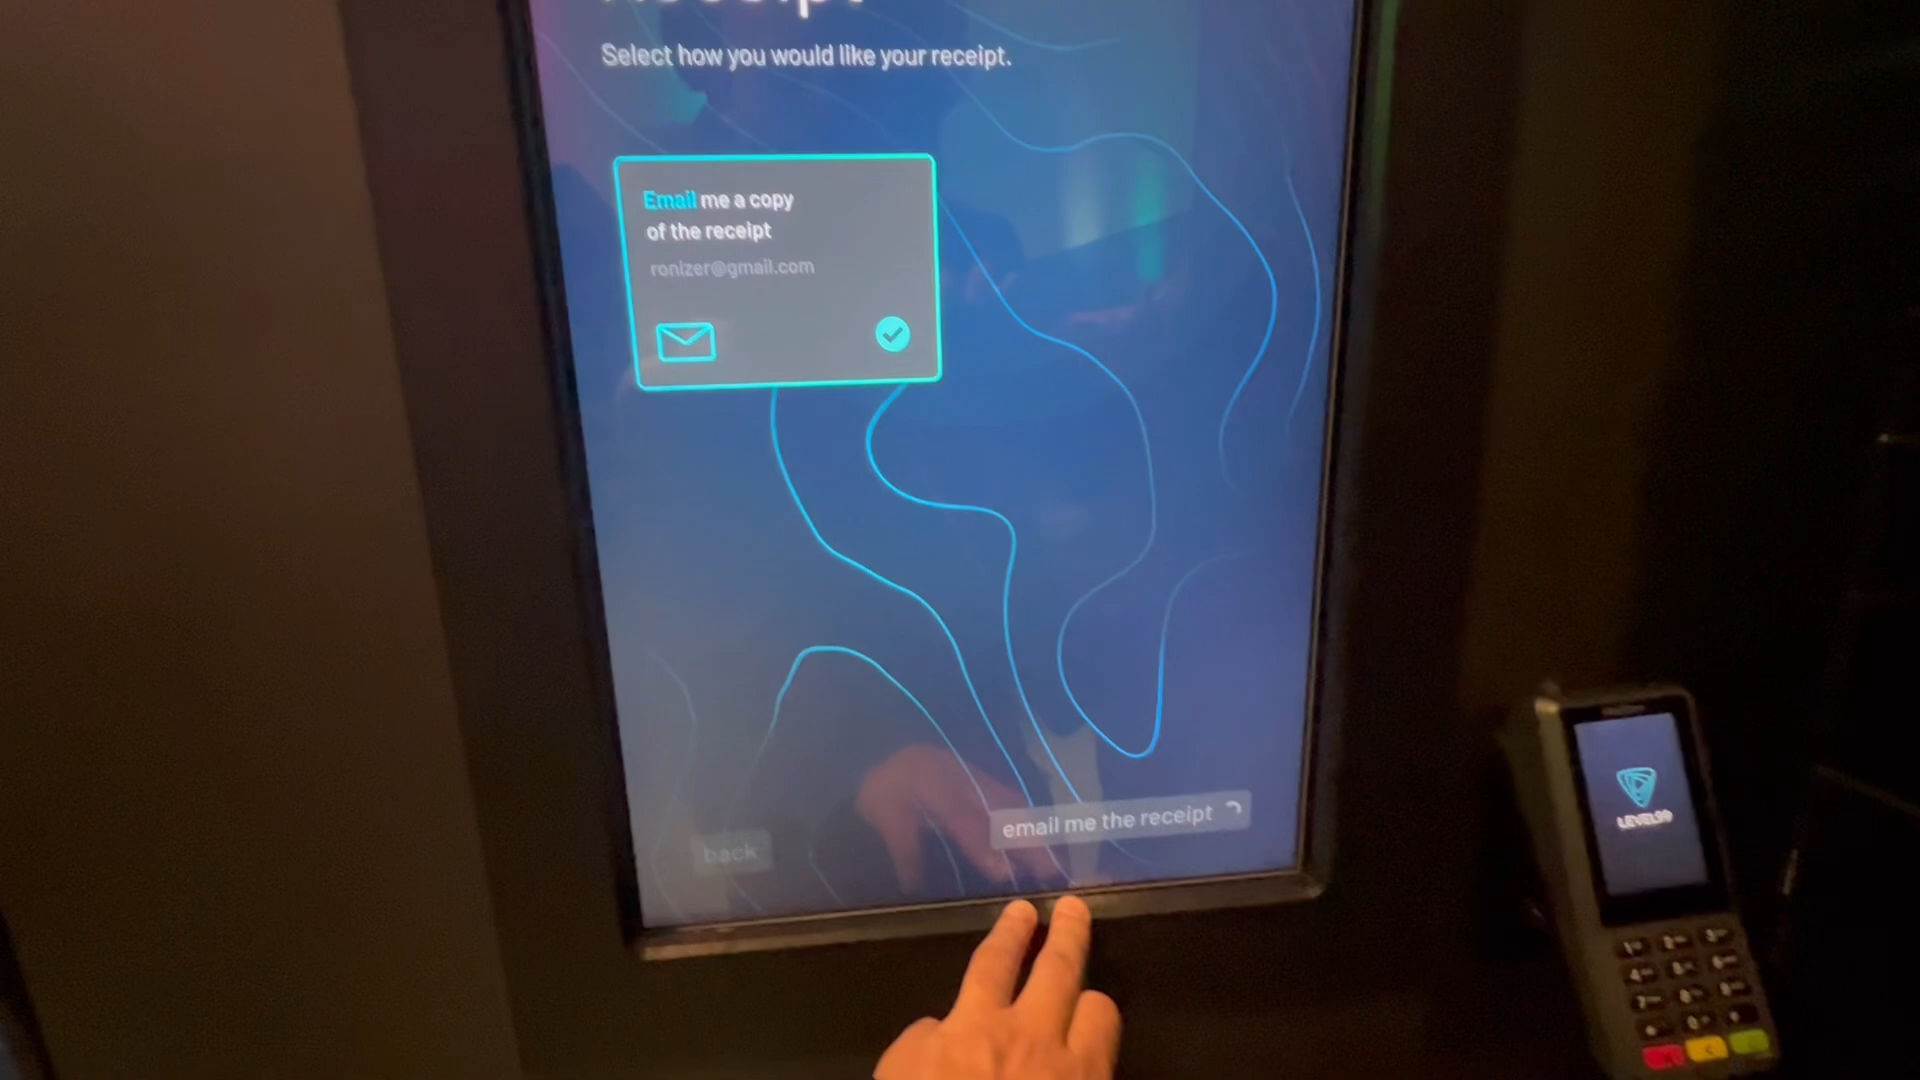 Receipt
Select how you would like your receipt.
Email me a copy
of the receipt
ronizer@gmail.com
email me the receipt
back
LEVEL99